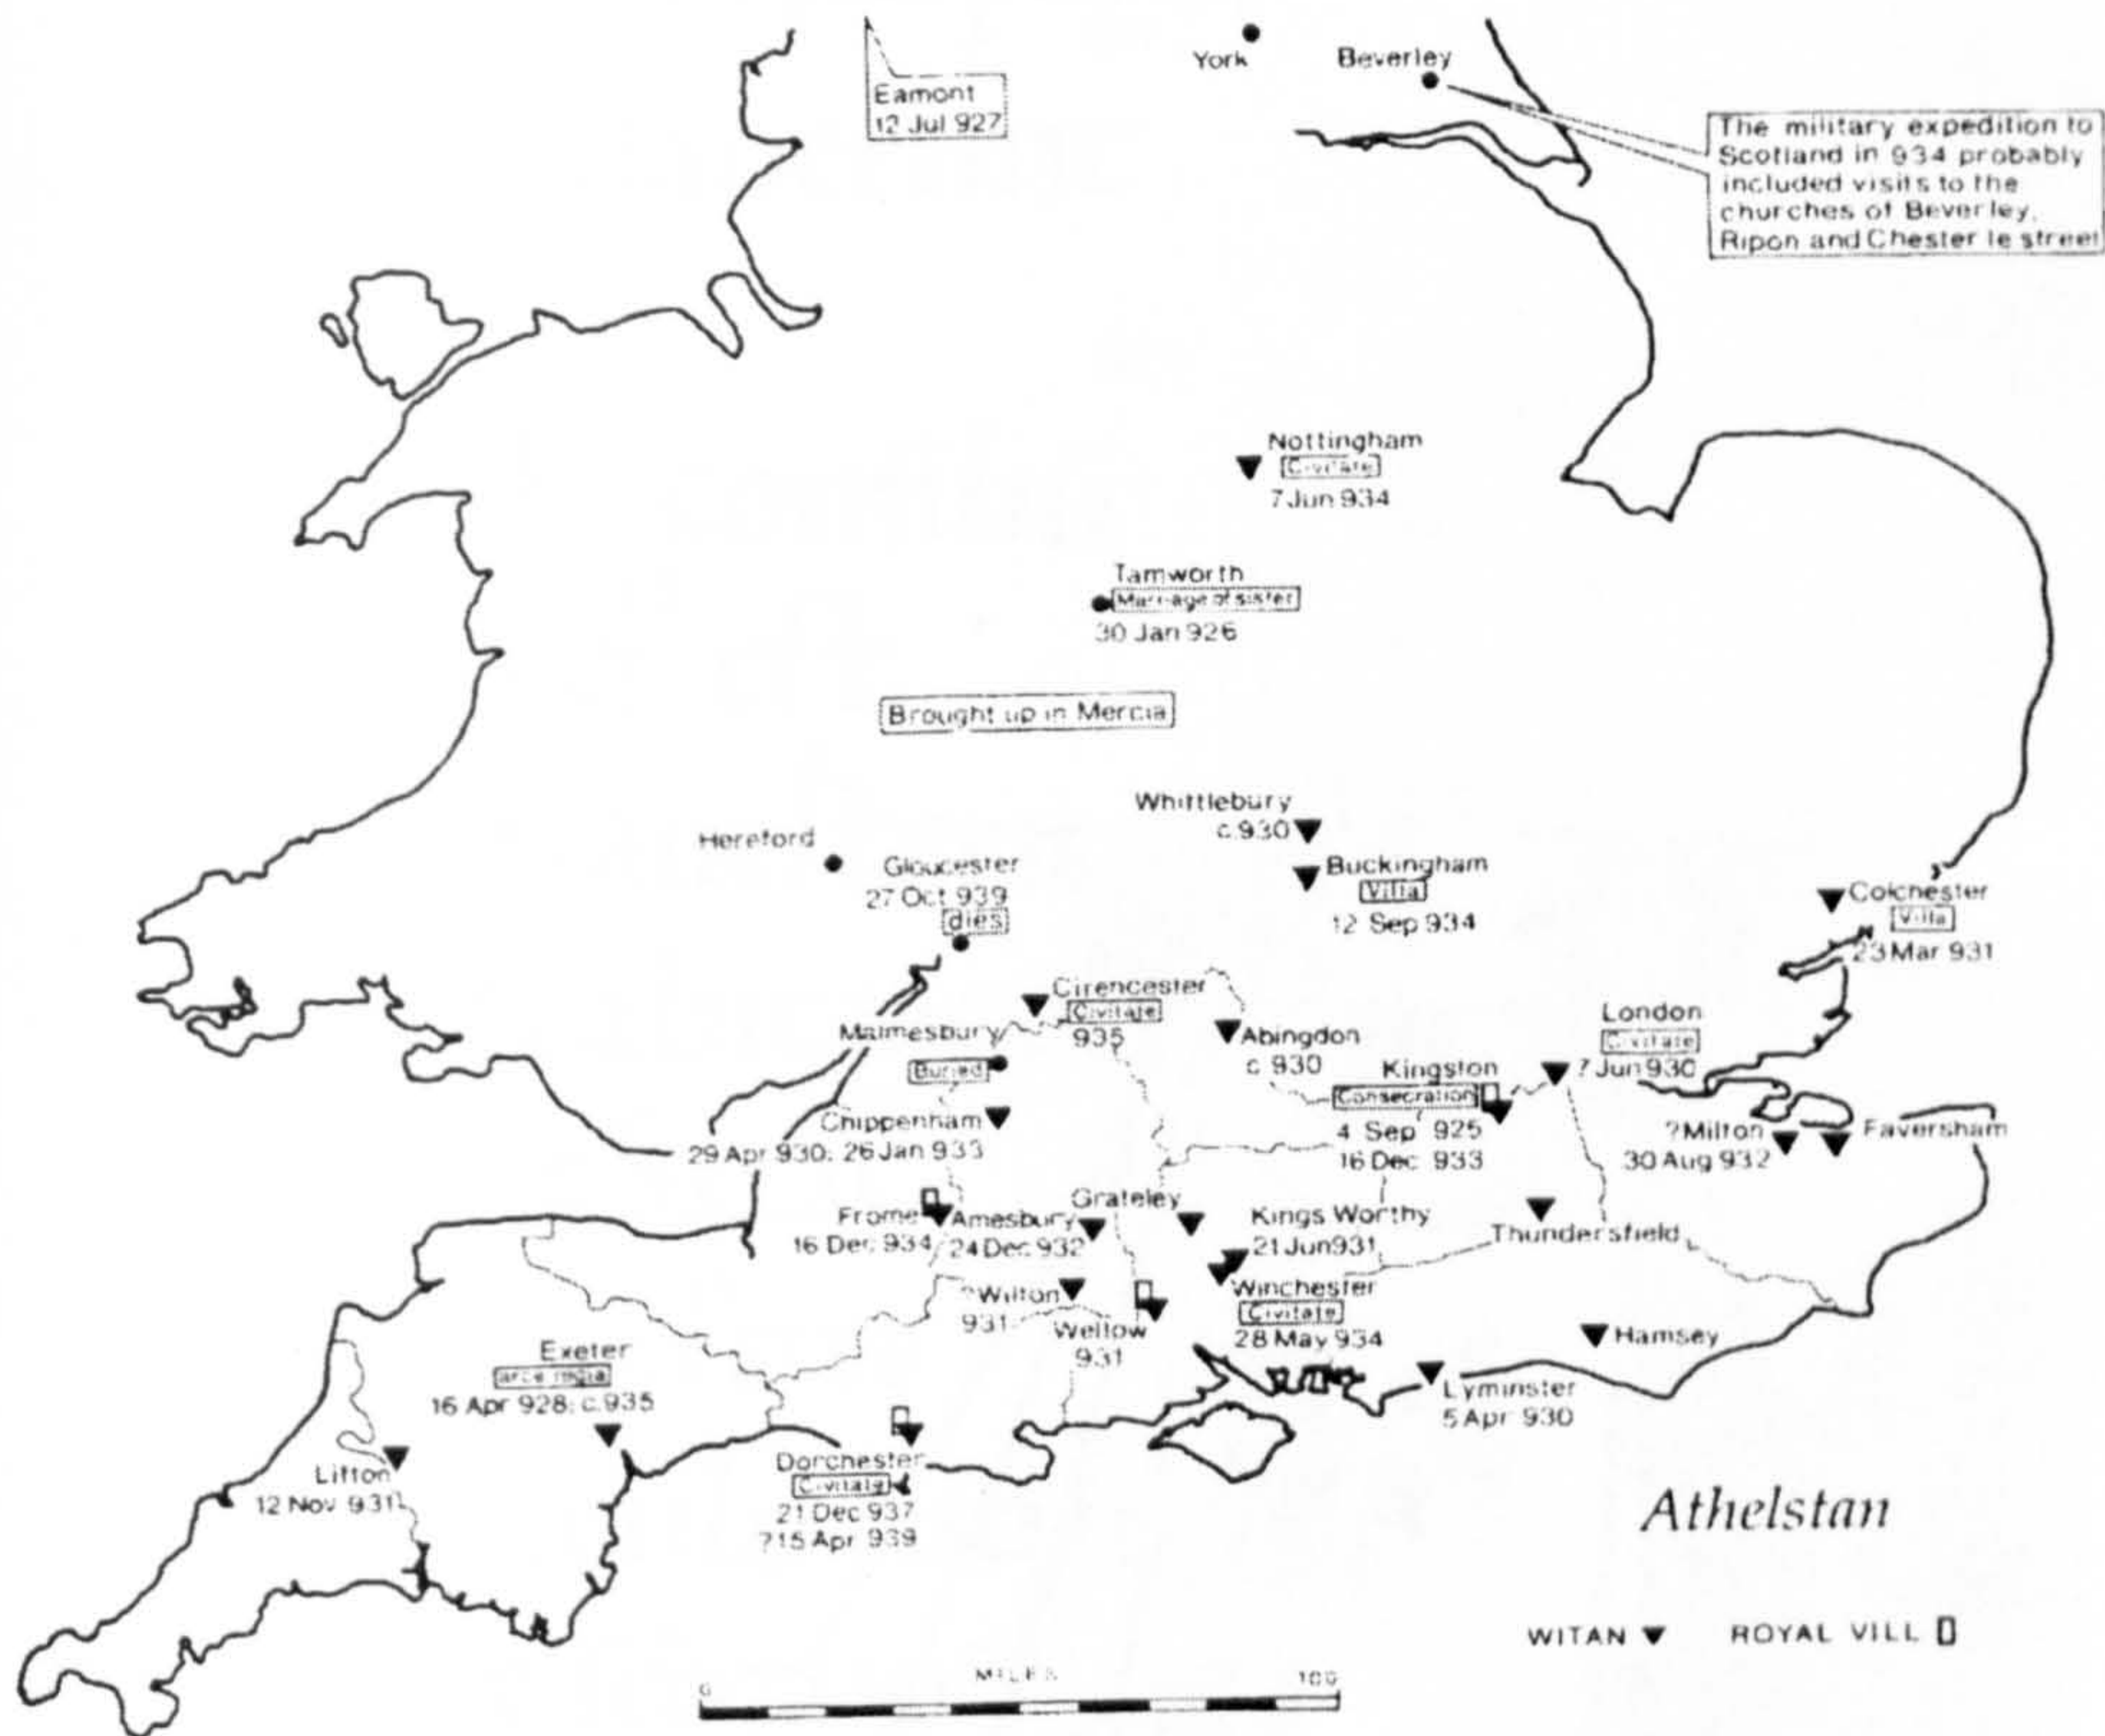 York
Beverley
Eamont
12 Jul 927
The military expedition to
Scotland in 934 probably
included visits to the
churches of Beverley,
Ripon and Chester le street
Nottingham
Civitate
7 Jun 934
Tamworth
Marriage of sister
30 Jan 926
Brought up in Mercia
Whittlebury
c.930
Hereford
Gloucester
27 Oct 939
dies
Buckingham
Villa
12 Sep 934
Colchester
Villa
23 Mar 931
Cirencester
Civitate
935
Malmesbury
Buried
Abingdon
c 930
London
Civitate
? Jun 930
Kingston
Consecration
4 Sep 925
16 Dec 933
Chippenham
29 Apr 930; 26 Jan 933
?Milton
30 Aug 932
Faversham
Frome
16 Dec 934
Amesbury
24 Dec 932
Grateley
Kings Worthy
21 Jun 931
Thundersfield
?Wilton
931
Wellow
931
Winchester
Civitate
28 May 934
Hamsey
Lyminster
5 Apr 930
Exeter
arce regia
16 Apr 928; c.935
Lifton
12 Nov 931
Dorchester
Civitate
21 Dec 937
?15 Apr 939
Athelstan
WITAN ROYAL VILL
MILES
0 100